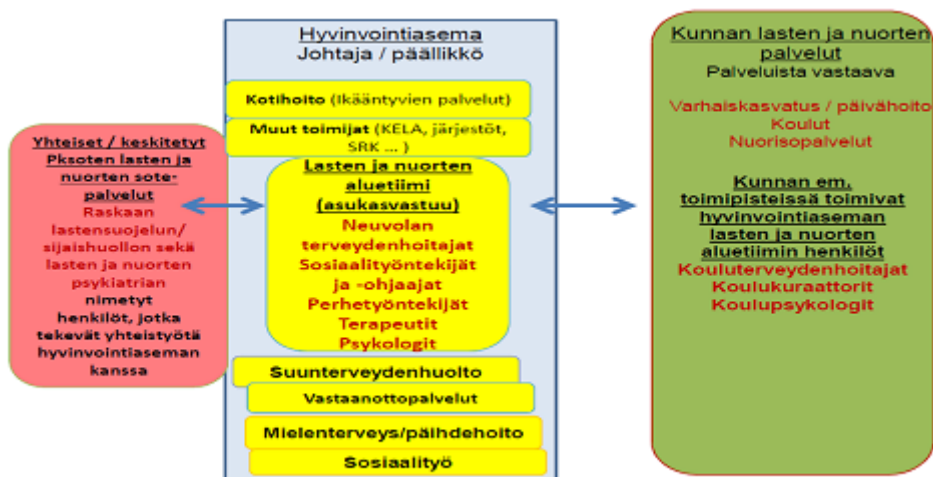 Yhteiset / keskitetyt
Pksoten lasten ja
nuorten sote-
palvelut
Raskaan
lastensuojelun/
sijaishuollon sekä
lasten ja nuorten
psykiatrian
nimetyt
henkilöt, jotka
tekevät yhteistyötä
hyvinvointiaseman
kanssa
Hyvinvointiasema
Johtaja / päällikkö
Kotihoito (Ikääntyvien palvelut)
Muut toimijat (KELA, järjestöt,
SRK ... )
Lasten ja nuorten
aluetiimi
(asukasvastuu)
Neuvolan
terveydenhoitajat
Sosiaalityöntekijät
ja -ohjaajat
Perhetyöntekijät
Terapeutit
Psykologit
Suunterveydenhuolto
Vastaanottopalvelut
Mielenterveys/päihdehoito
Sosiaalityö
Kunnan lasten ja nuorten
palvelut
Palveluista vastaava
Varhaiskasvatus / päivähoito
Koulut
Nuorisopalvelut
Kunnan em.
toimipisteissä toimivat
hyvinvointiaseman
lasten ja nuorten
aluetiimin henkilöt
Kouluterveydenhoitajat
Koulukuraattorit
Koulupsykologit